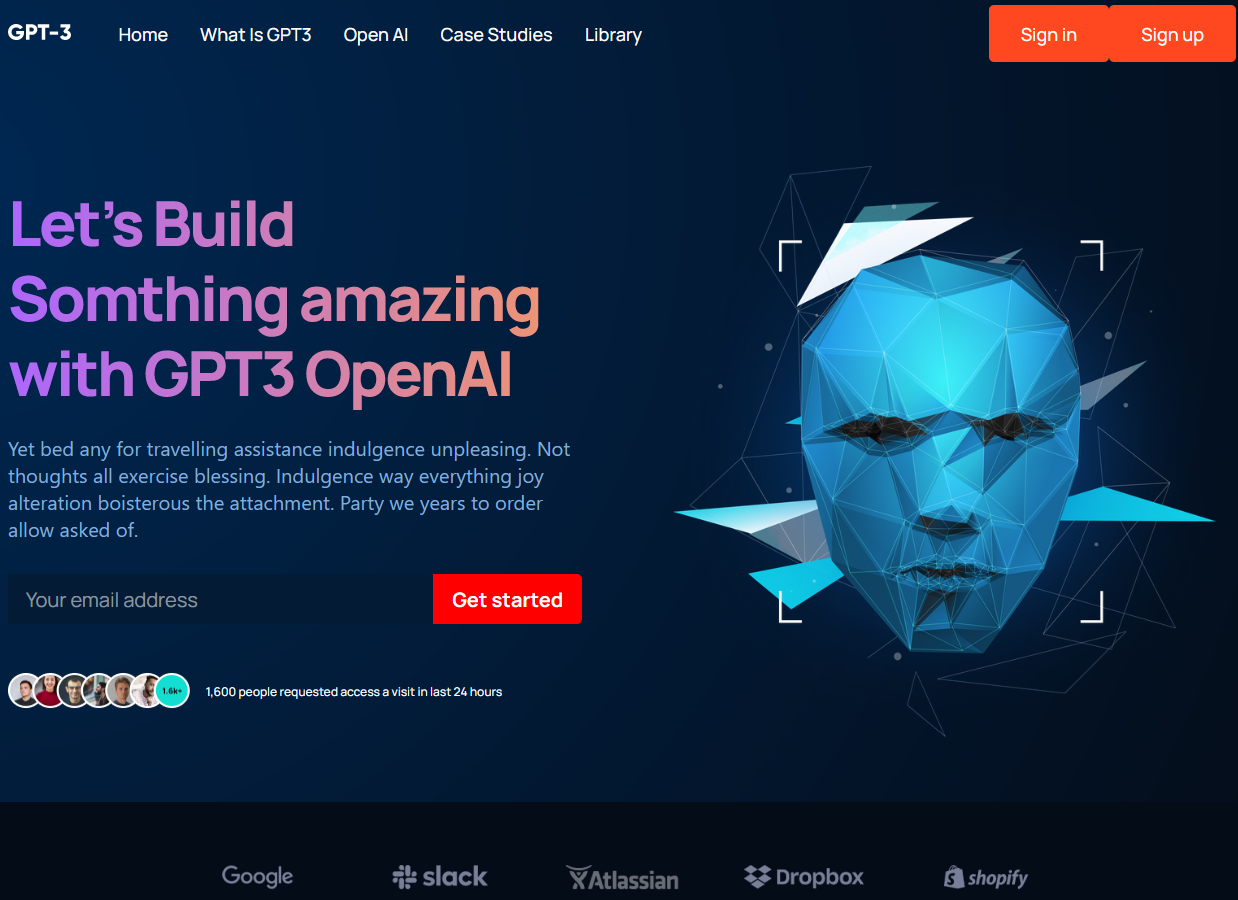 GPT-3
Home What Is GPT3 Open AI Case Studies Library
Sign in Sign up
Let’s Build
Somthing amazing
with GPT3 OpenAI
Yet bed any for travelling assistance indulgence unpleasing. Not
thoughts all exercise blessing. Indulgence way everything joy
alteration boisterous the attachment. Party we years to order
allow asked of.
Your email address Get started
1.6k+ 1,600 people requested access a visit in last 24 hours
Google slack Atlassian Dropbox shopify